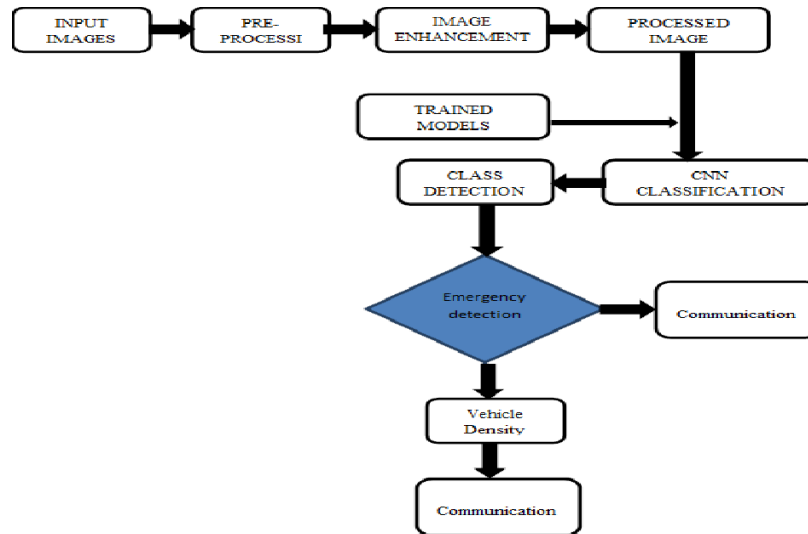 INPUT
IMAGES
PRE-
PROCESSI
IMAGE
ENHANCEMENT
PROCESSED
IMAGE
TRAINED
MODELS
CLASS
DETECTION
CNN
CLASSIFICATION
Emergency
detection
Communication
Vehicle
Density
Communication